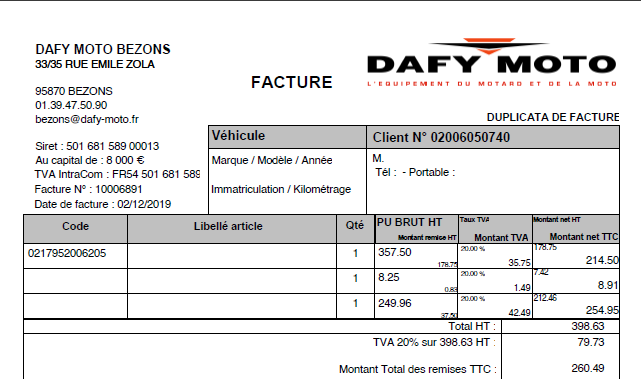 DAFY MOTO BEZONS
33/35 RUE EMILE ZOLA
95870 BEZONS
01.39.47.50.90
bezons@dafy-moto.fr
FACTURE
DAFY MOTO
L'EQUIPEMENT DU MOTARD ET DE LA MOTO
DUPLICATA DE FACTURE
Siret : 501 681 589 00013
Au capital de : 8 000 €
TVA IntraCom : FR54 501 681 589
Facture N° : 10006891
Date de facture : 02/12/2019
Véhicule
Marque / Modèle / Année
Immatriculation / Kilométrage
Client N° 02006050740
M.
Tél : - Portable :
Code Libellé article Qté PU BRUT HT Taux TVA Montant net HT
Montant remise HT Montant TVA Montant net TTC
0217952006205 1 357.50 20.00 % 178.75
178.75 35.75 214.50
1 8.25 20.00 % 7.42
0.83 1.49 8.91
1 249.96 20.00 % 212.46
37.50 42.49 254.95
Total HT : 398.63
TVA 20% sur 398.63 HT : 79.73
Montant Total des remises TTC : 260.49